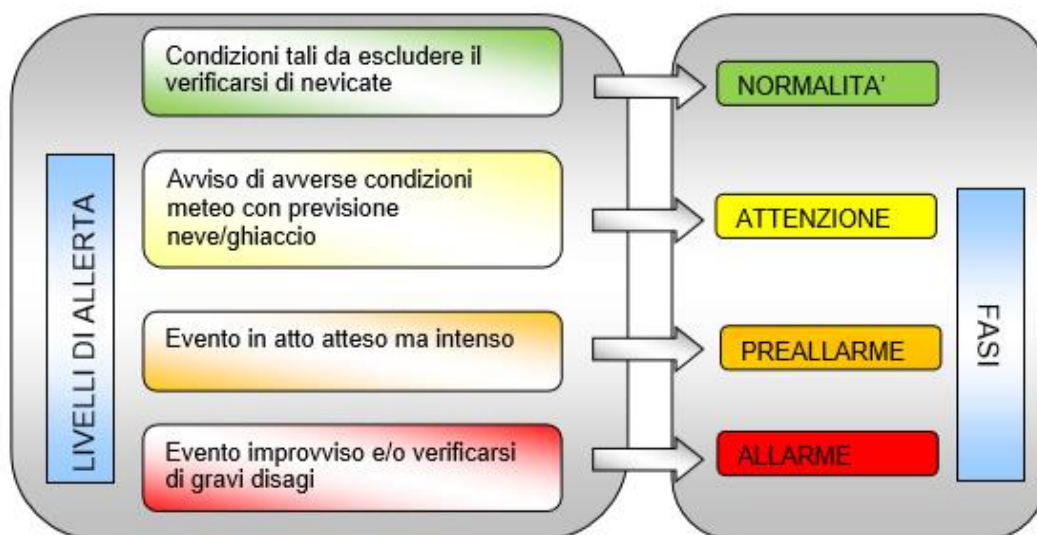 LIVELLI DI ALLERTA
Condizioni tali da escludere il
verificarsi di nevicate
NORMALITA'
Avviso di avverse condizioni
meteo con previsione
neve/ghiaccio
ATTENZIONE
Evento in atto atteso ma intenso
PREALLARME
Evento improvviso e/o verificarsi
di gravi disagi
ALLARME
FASI